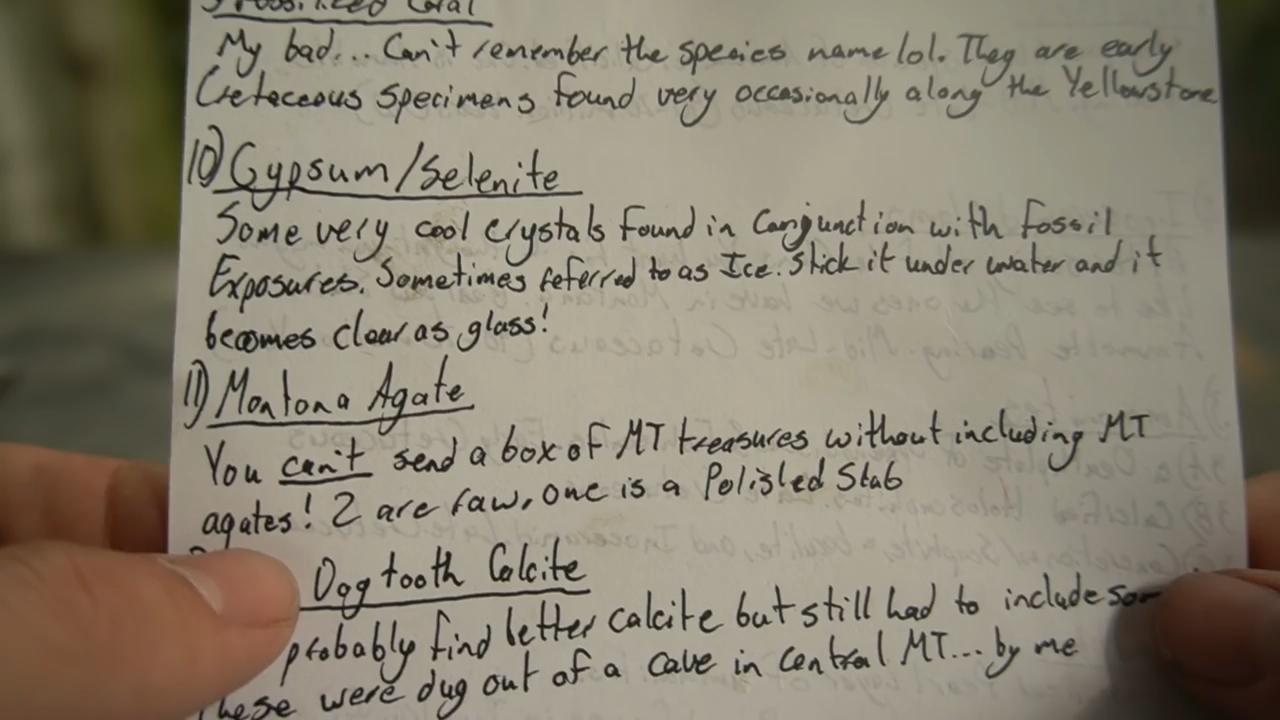 Fossilized Coral
My bad... Can't remember the species name lol. They are early
Cretaceous specimens found very occasionally along the Yellowstone
10) Gypsum/Selenite
Some very cool crystals found in conjunction with fossil
Exposures. Sometimes referred to as Ice. Stick it under water and it
becomes clear as glass!
11) Montana Agate
You can't send a box of MT treasures without including MT
agates! 2 are raw, one is a Polished Slab
Dog tooth Calcite
probably find better calcite but still had to include
These were dug out of a cave in central MT... by me